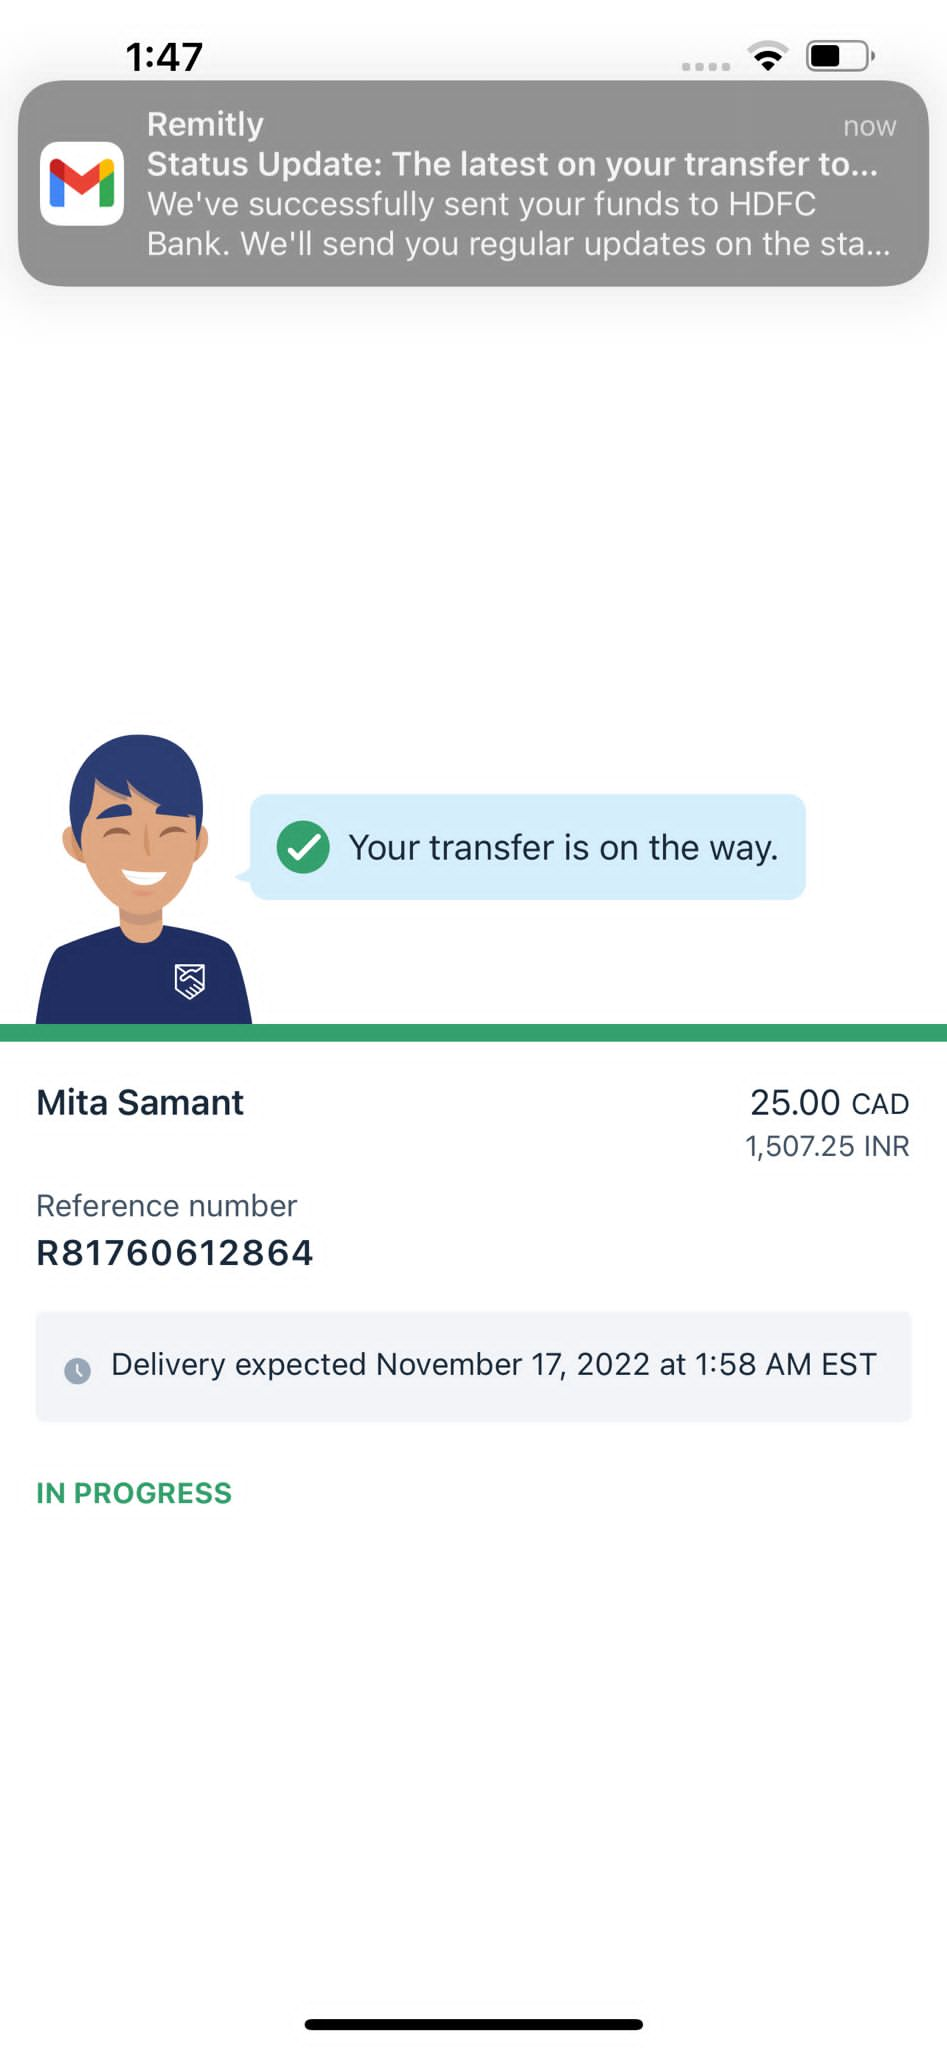 1:47
Remitly
now
Status Update: The latest on your transfer to...
We've successfully sent your funds to HDFC
Bank. We'll send you regular updates on the sta...
Your transfer is on the way.
Mita Samant
25.00 CAD
1,507.25 INR
Reference number
R81760612864
Delivery expected November 17, 2022 at 1:58 AM EST
IN PROGRESS